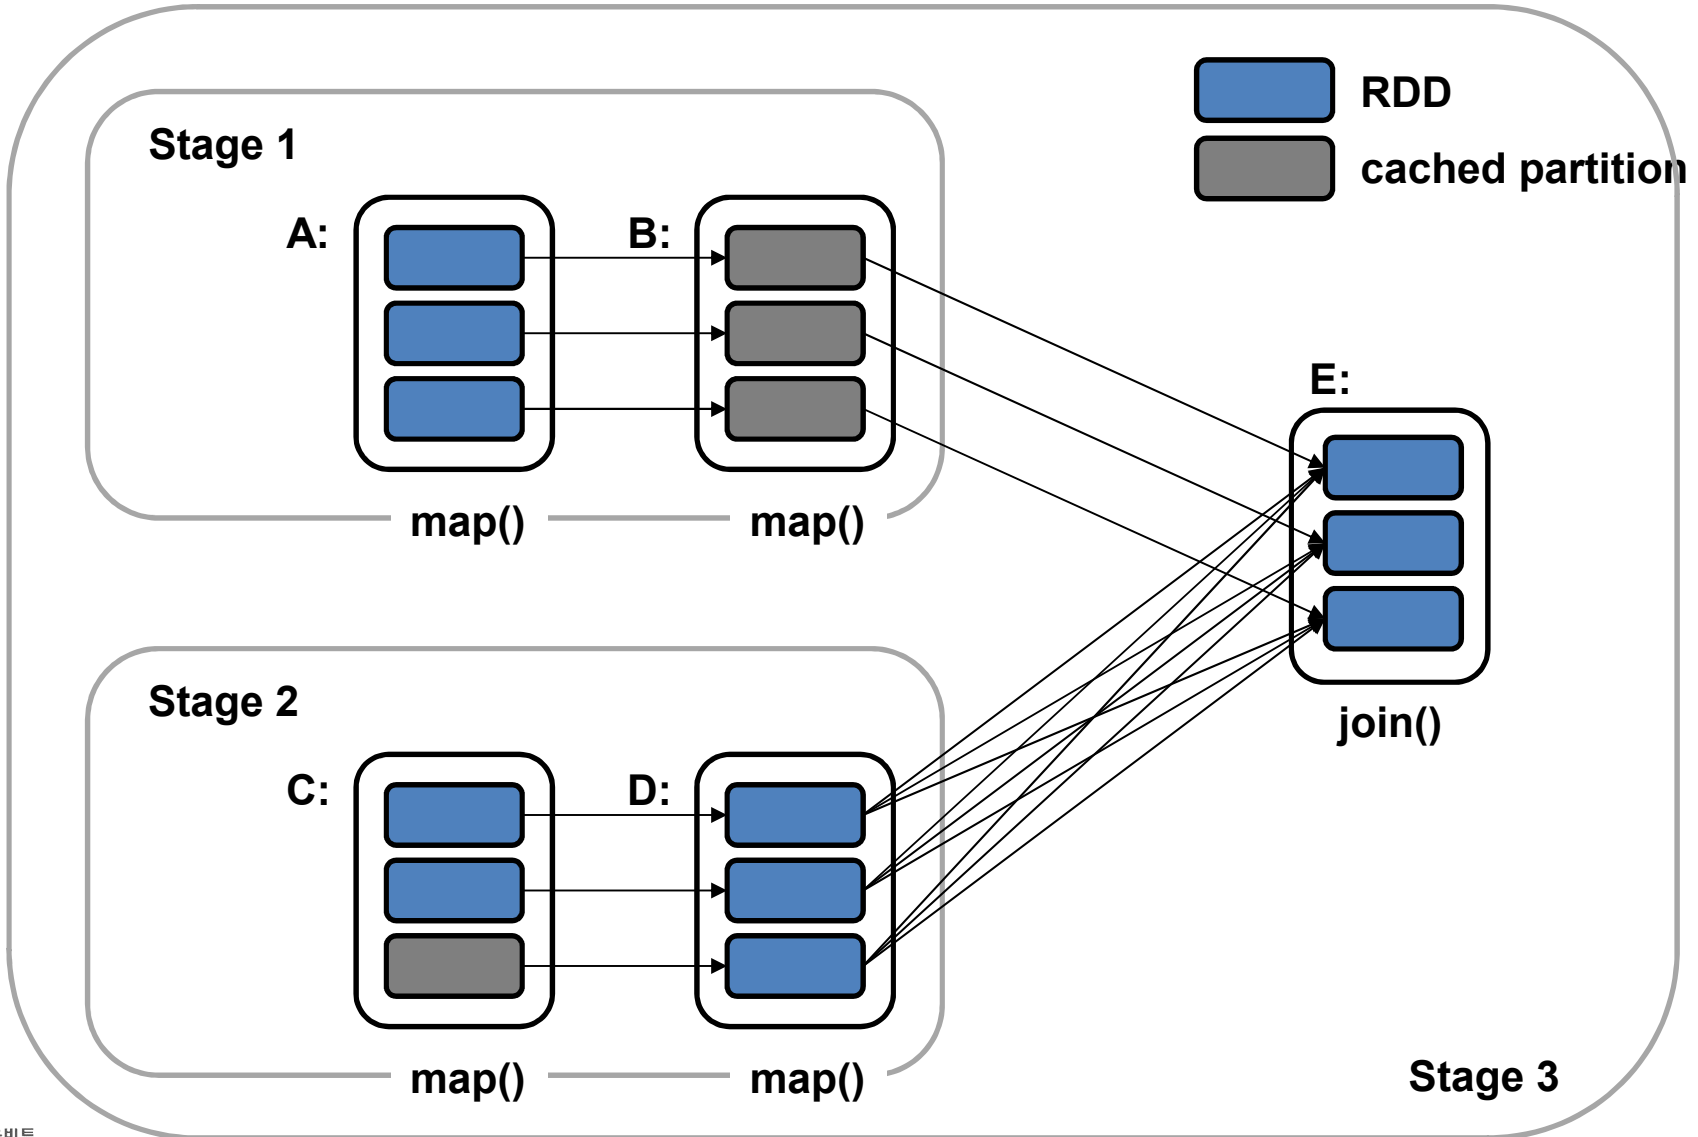 RDD
cached partition
Stage 1
A:
B:
map()
map()
E:
join()
Stage 2
C:
D:
map()
map()
Stage 3